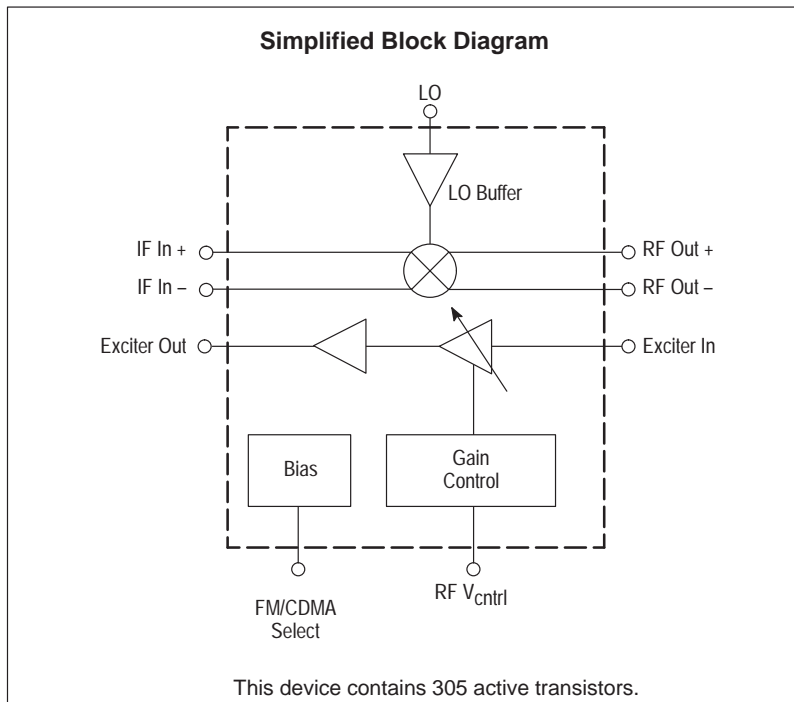 Simplified Block Diagram
LO
LO Buffer
IF In +
RF Out +
IF In –
RF Out –
Exciter Out
Exciter In
Bias
Gain
Control
FM/CDMA
Select
RF Vcntrl
This device contains 305 active transistors.